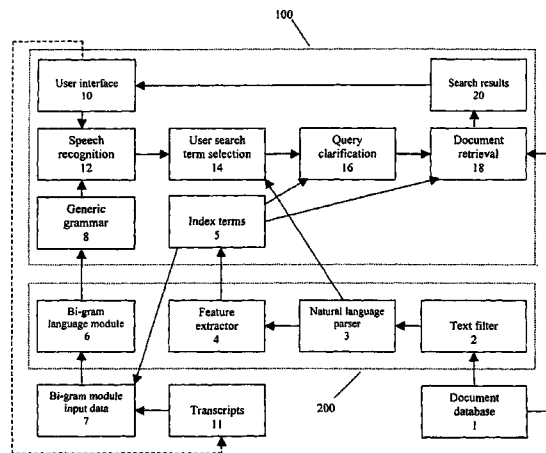 100
User interface
10
Search results
20
Speech
recognition
12
User search
term selection
14
Query
clarification
16
Document
retrieval
18
Generic
grammar
8
Index terms
5
Bi-gram
language module
6
Feature
extractor
4
Natural language
parser
3
Text filter
2
200
Bi-gram module
input data
7
Transcripts
11
Document
database
1